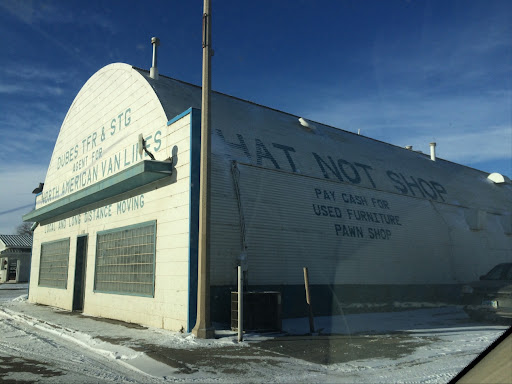 DUBES TFR & STG
AGENT FOR
NORTH AMERICAN VAN LINES
LOCAL AND LONG DISTANCE MOVING
HAT NOT SHOP
PAY CASH FOR
USED FURNITURE
PAWN SHOP